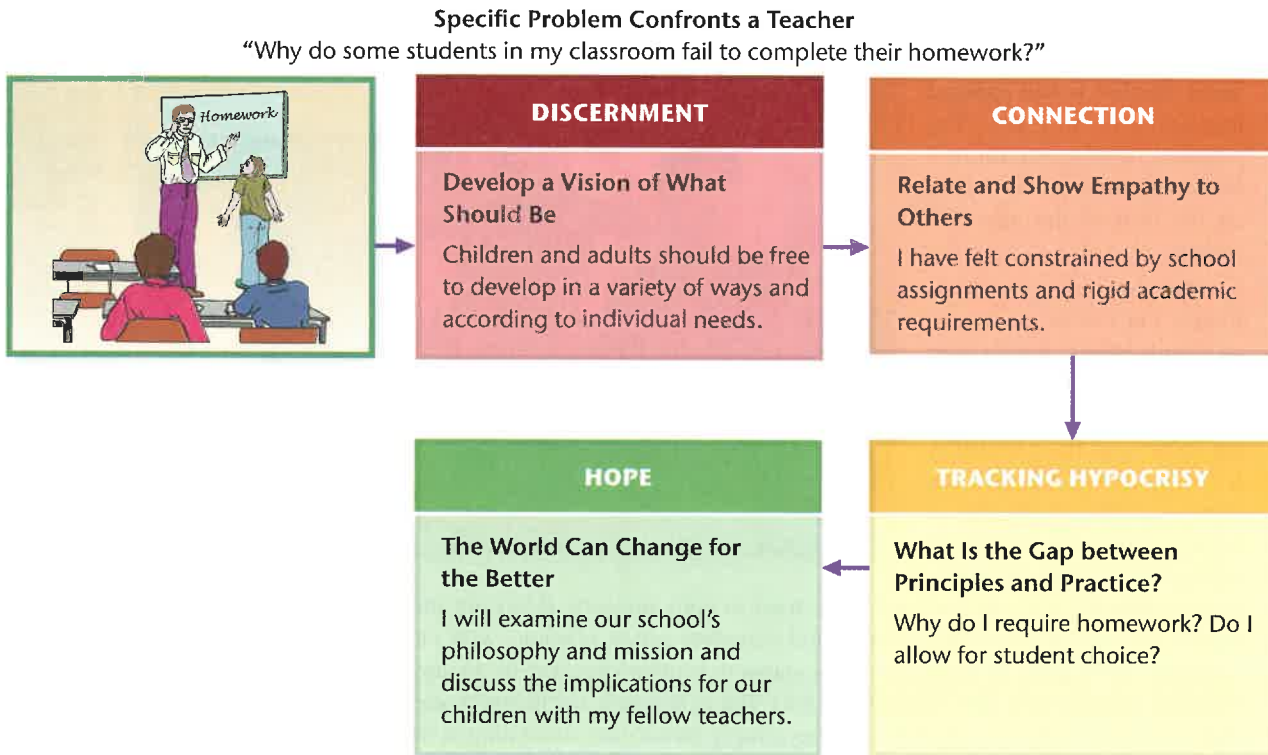 Specific Problem Confronts a Teacher
“Why do some students in my classroom fail to complete their homework?”
Homework
DISCERNMENT
Develop a Vision of What
Should Be
Children and adults should be free
to develop in a variety of ways and
according to individual needs.
CONNECTION
Relate and Show Empathy to
Others
I have felt constrained by school
assignments and rigid academic
requirements.
TRACKING HYPOCRISY
What Is the Gap between
Principles and Practice?
Why do I require homework? Do I
allow for student choice?
HOPE
The World Can Change for
the Better
I will examine our school’s
philosophy and mission and
discuss the implications for our
children with my fellow teachers.